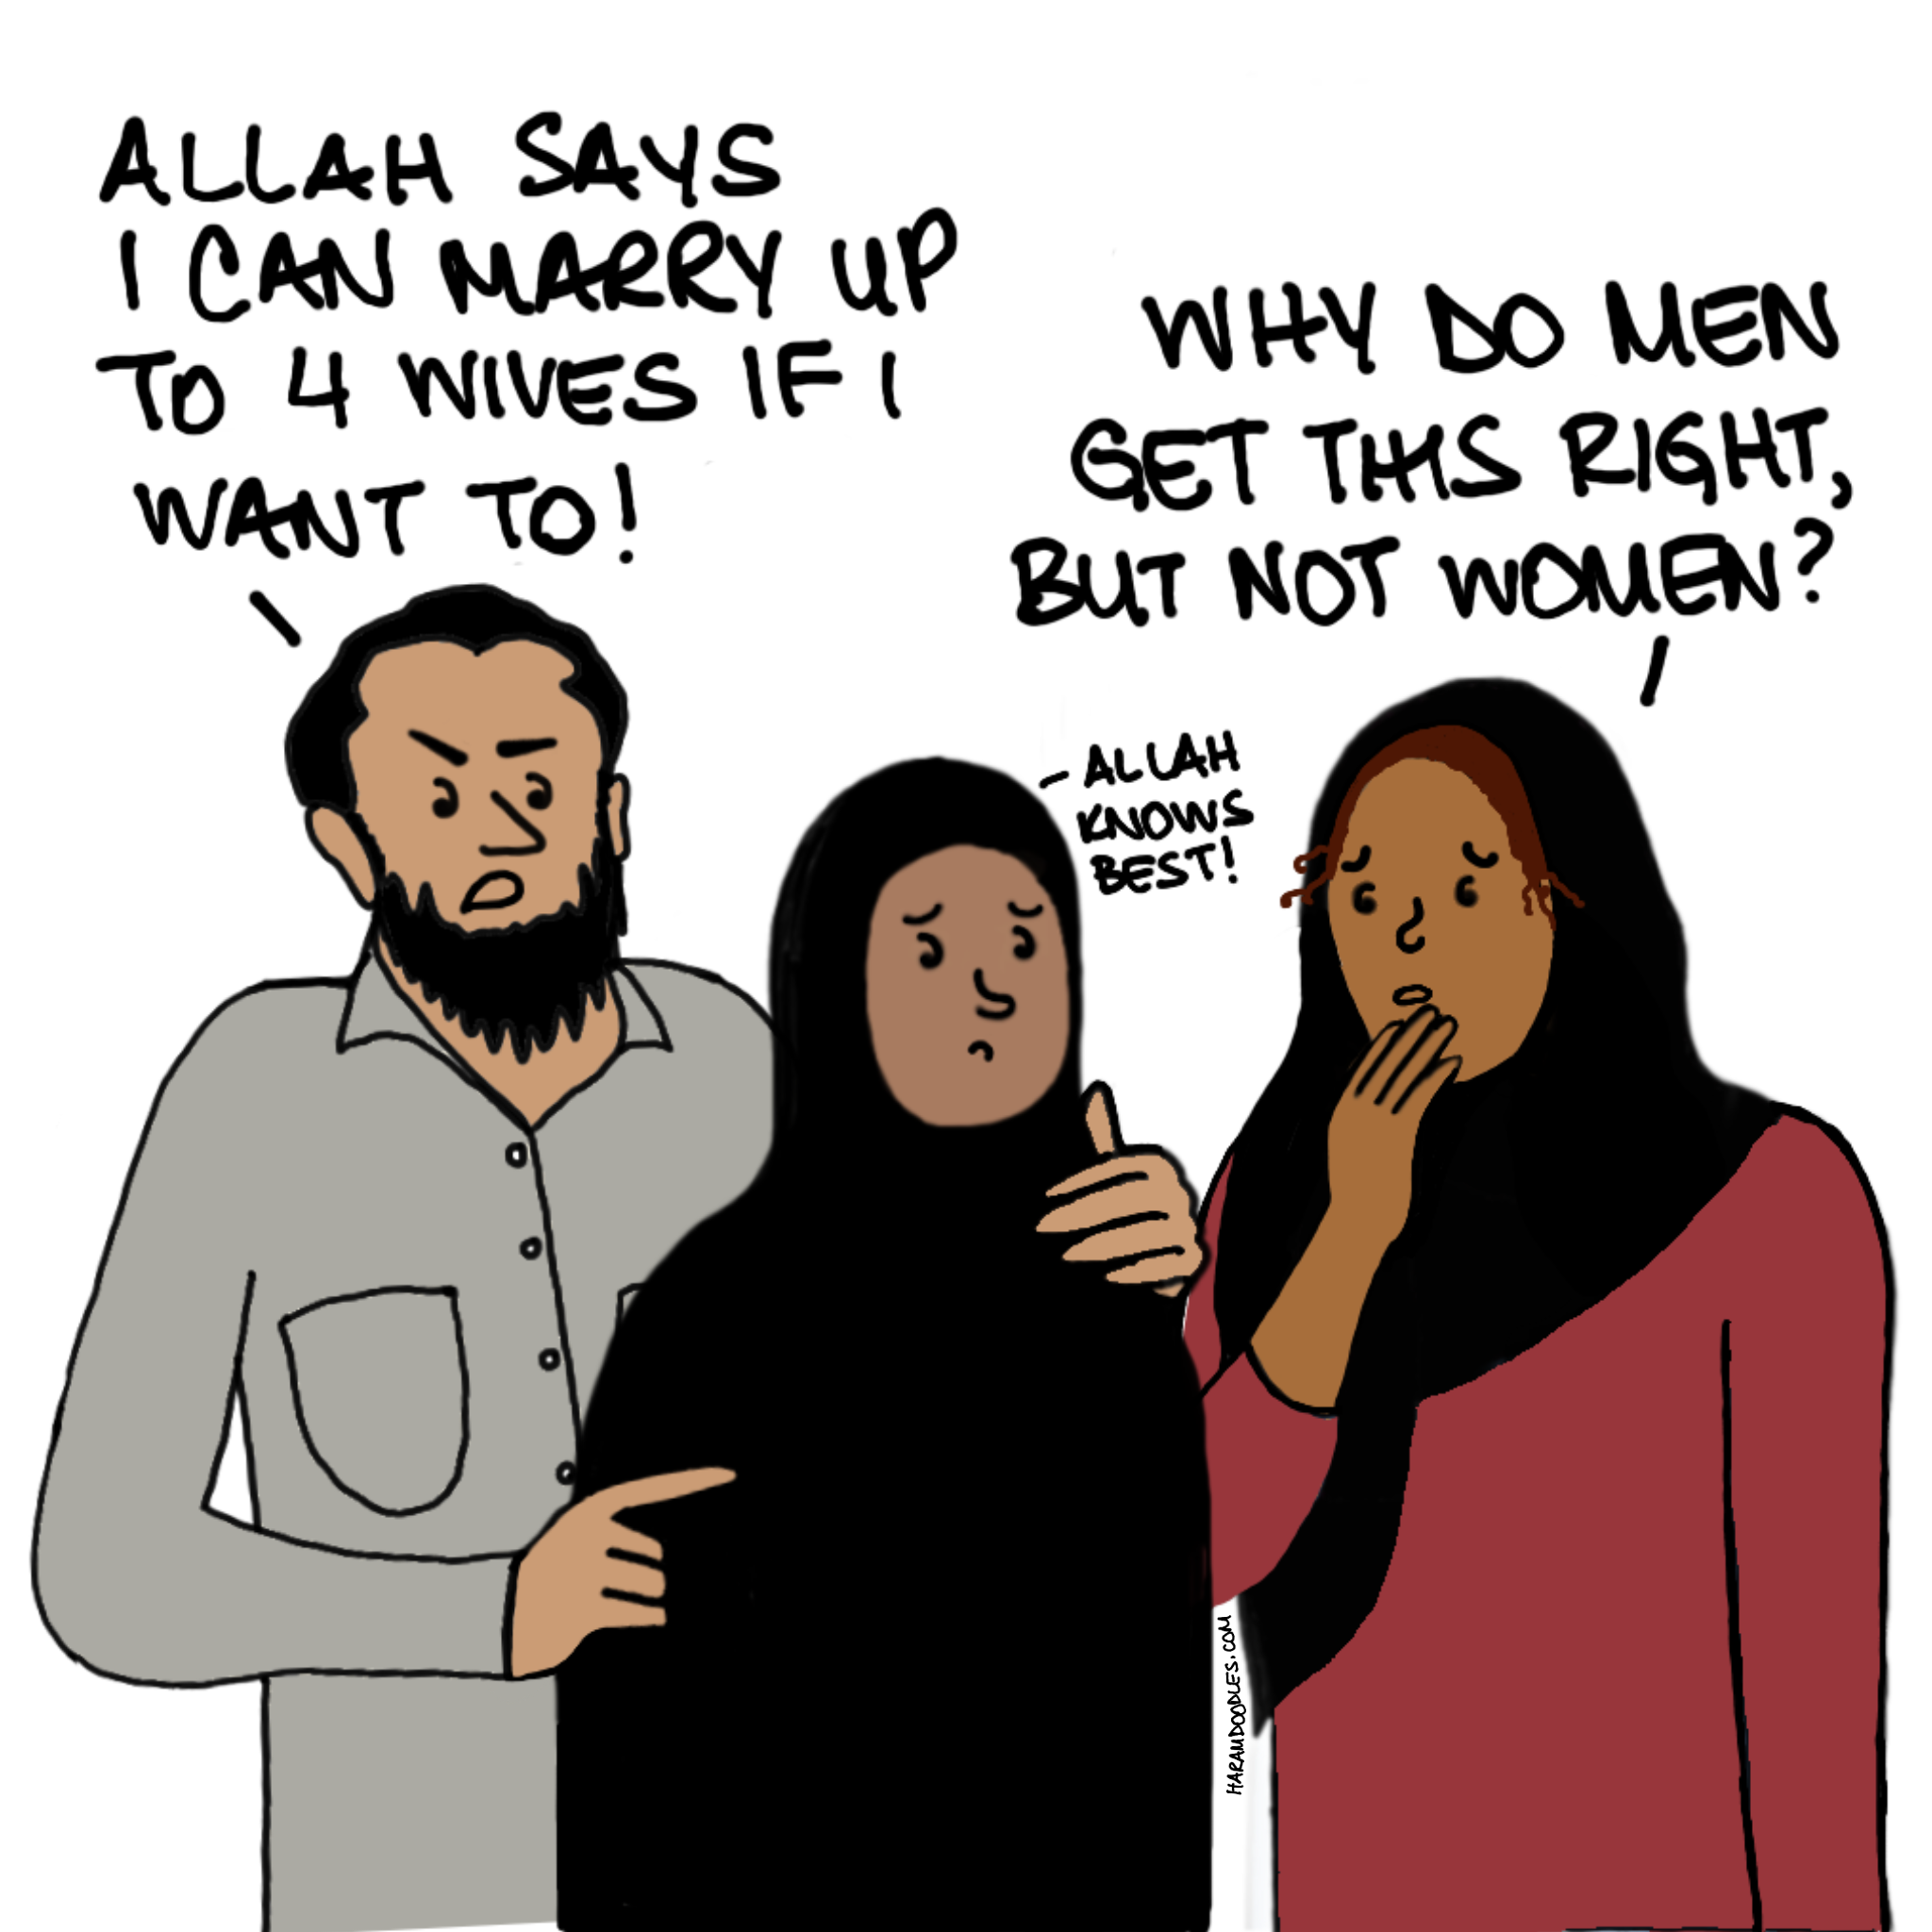 ALLAH SAYS
I CAN MARRY UP
TO 4 WIVES IF I
WANT TO!
WHY DO MEN
GET THIS RIGHT,
BUT NOT WOMEN?
- ALLAH
KNOWS
BEST!
HARAMDOODLES.COM